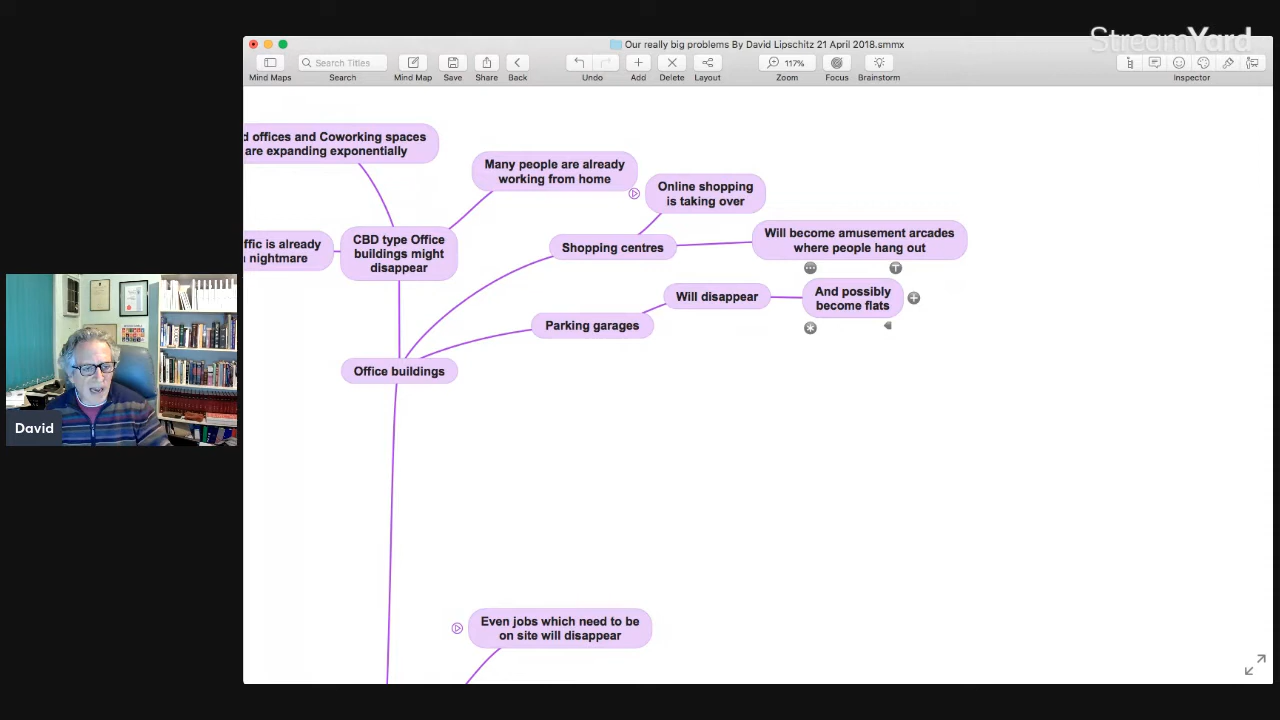 StreamYard
Our really big problems By David Lipschitz 21 April 2018.smmx
Mind Maps
Search Titles
Search
Mind Map
Save
Share
Back
Undo
Add
Delete
Layout
117%
Zoom
Focus
Brainstorm
Inspector
d offices and Coworking spaces
are expanding exponentially
Many people are already
working from home
Online shopping
is taking over
ffic is already
nightmare
CBD type Office
buildings might
disappear
Shopping centres
Will become amusement arcades
where people hang out
Will disappear
And possibly
become flats
Parking garages
Office buildings
David
Even jobs which need to be
on site will disappear